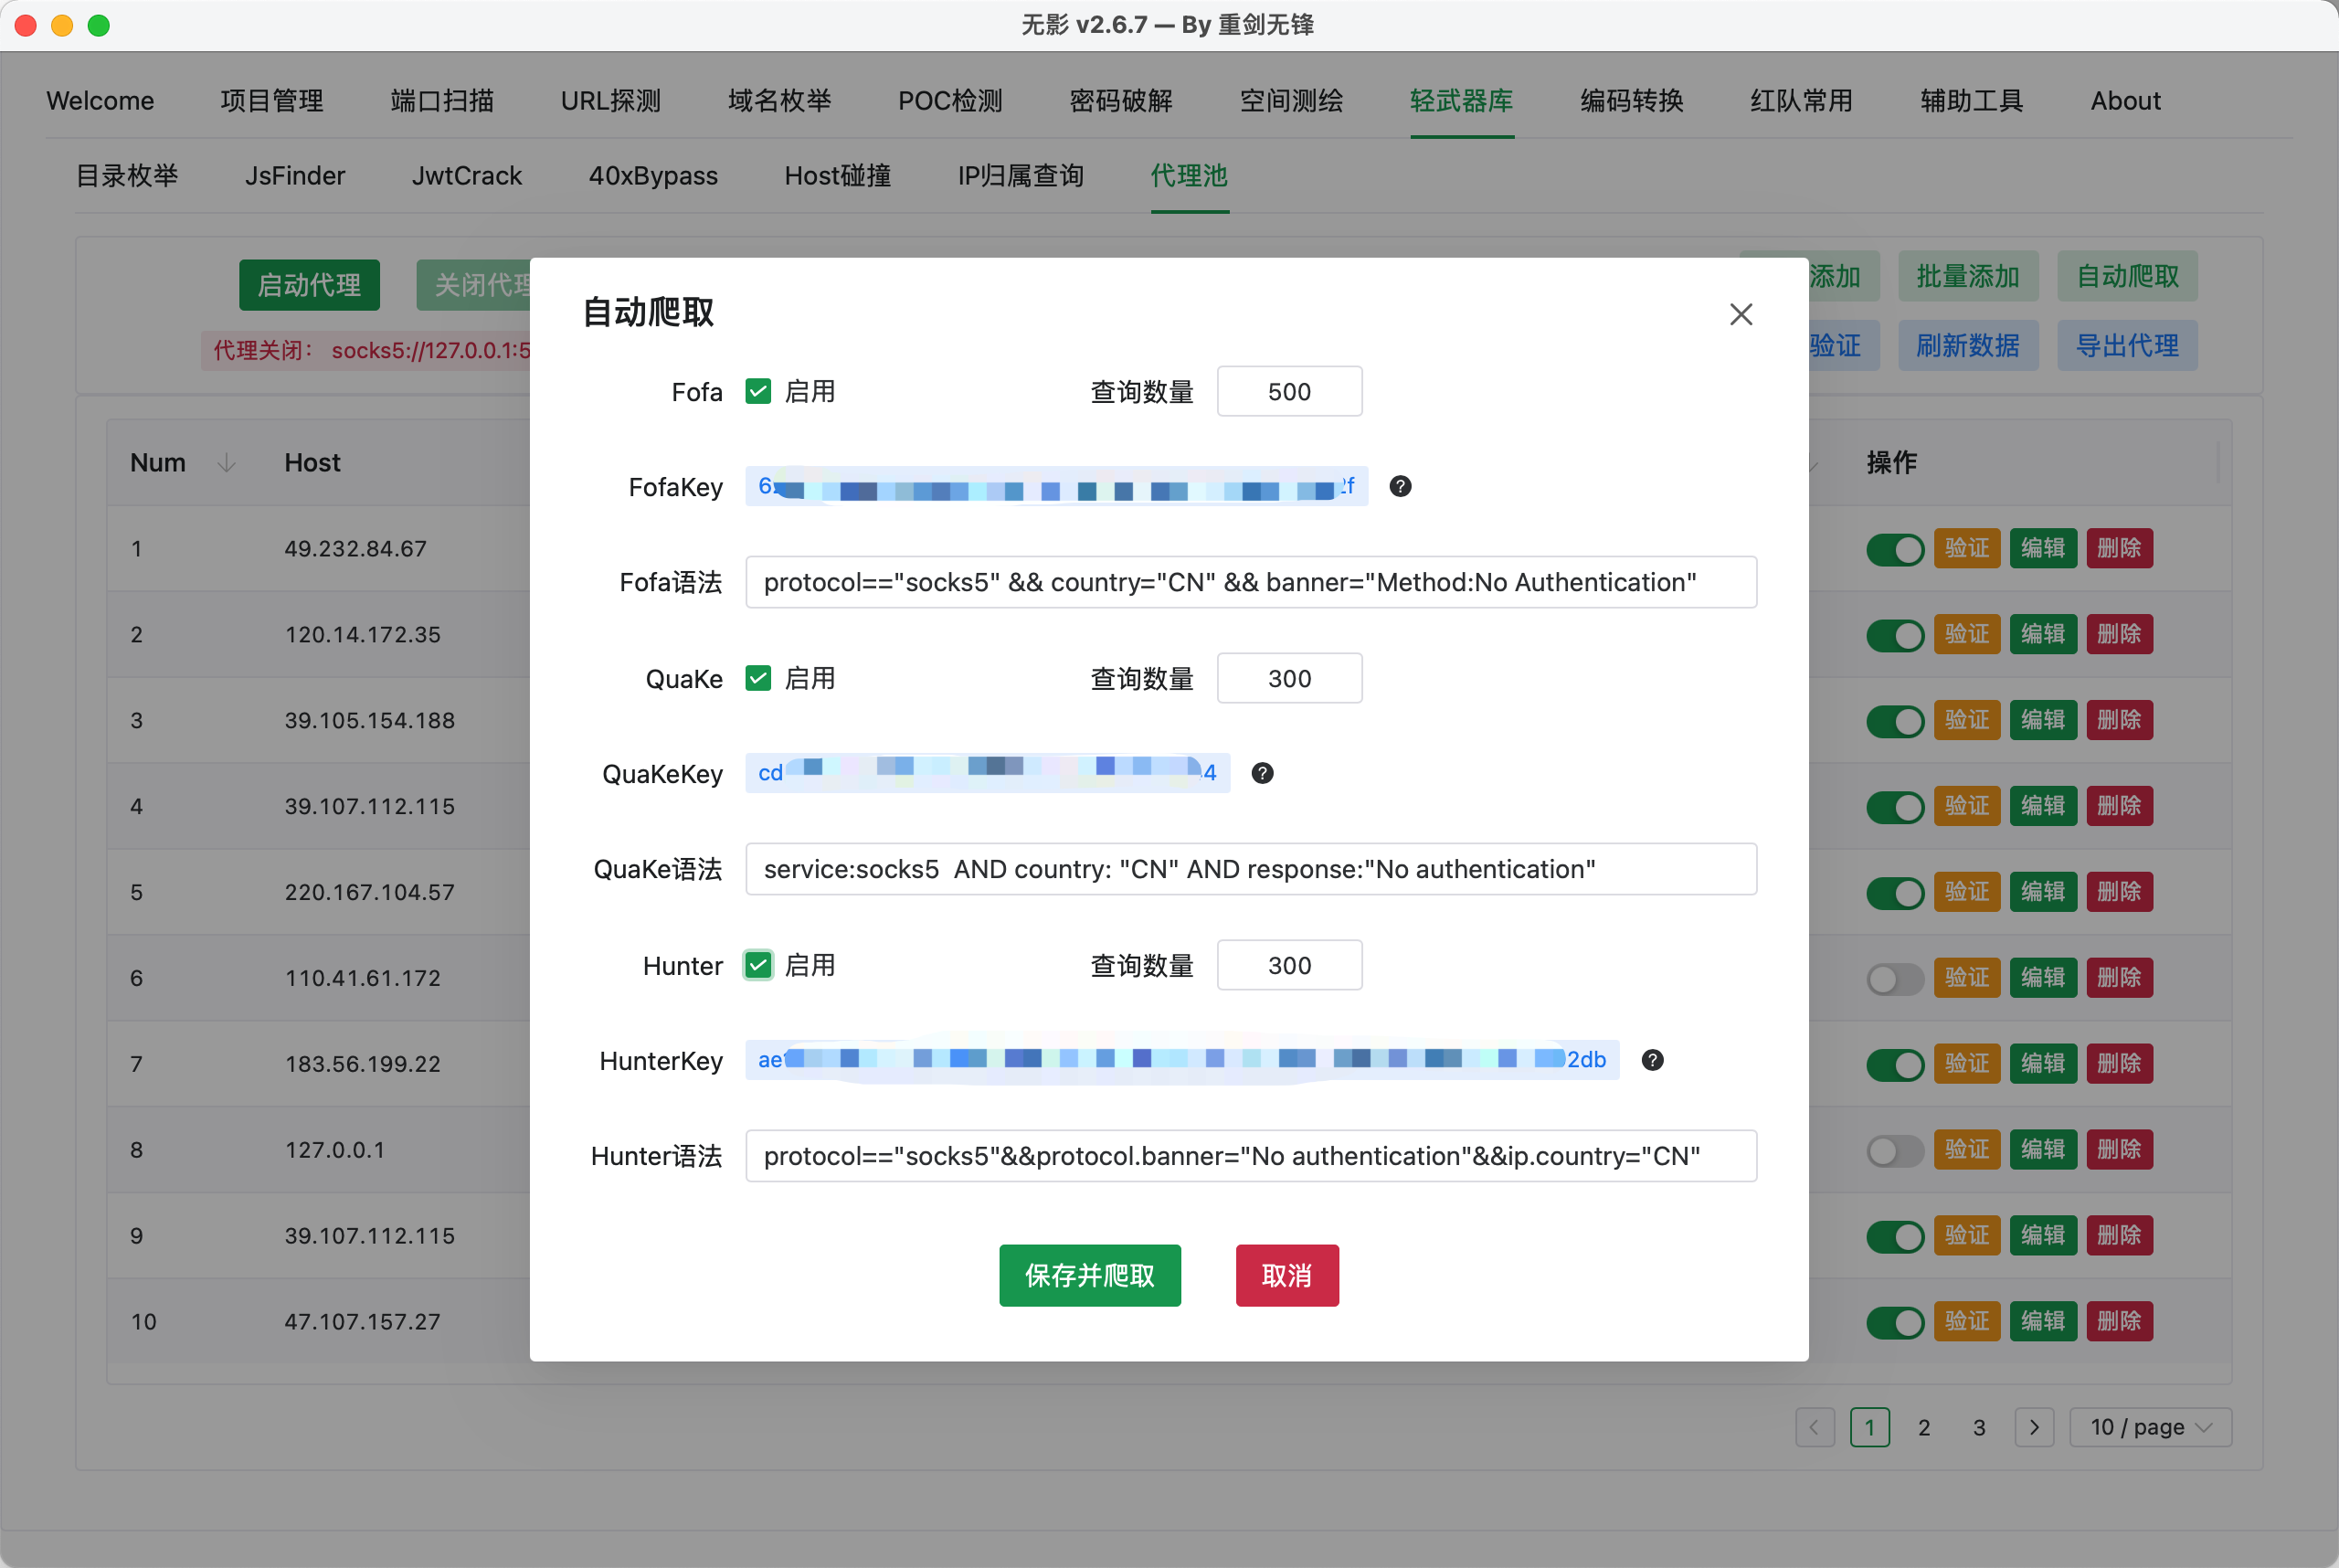 无影 v2.6.7 — By 重剑无锋
Welcome 项目管理 端口扫描 URL探测 域名枚举 POC检测 密码破解 空间测绘 轻武器库 编码转换 红队常用 辅助工具 About
目录枚举 JsFinder JwtCrack 40xBypass Host碰撞 IP归属查询 代理池
启动代理 关闭代理 添加 批量添加 自动爬取
代理关闭: socks5://127.0.0.1:5 验证 刷新数据 导出代理
自动爬取
Fofa 启用 查询数量 500
FofaKey
Fofa语法 protocol=="socks5" && country="CN" && banner="Method:No Authentication"
QuaKe 启用 查询数量 300
QuaKeKey cd 4
QuaKe语法 service:socks5  AND country: "CN" AND response:"No authentication"
Hunter 启用 查询数量 300
HunterKey ae 2db
Hunter语法 protocol=="socks5"&&protocol.banner="No authentication"&&ip.country="CN"
保存并爬取 取消
Num Host 操作
1 49.232.84.67 验证 编辑 删除
2 120.14.172.35 验证 编辑 删除
3 39.105.154.188 验证 编辑 删除
4 39.107.112.115 验证 编辑 删除
5 220.167.104.57 验证 编辑 删除
6 110.41.61.172 验证 编辑 删除
7 183.56.199.22 验证 编辑 删除
8 127.0.0.1 验证 编辑 删除
9 39.107.112.115 验证 编辑 删除
10 47.107.157.27 验证 编辑 删除
1 2 3 10 / page